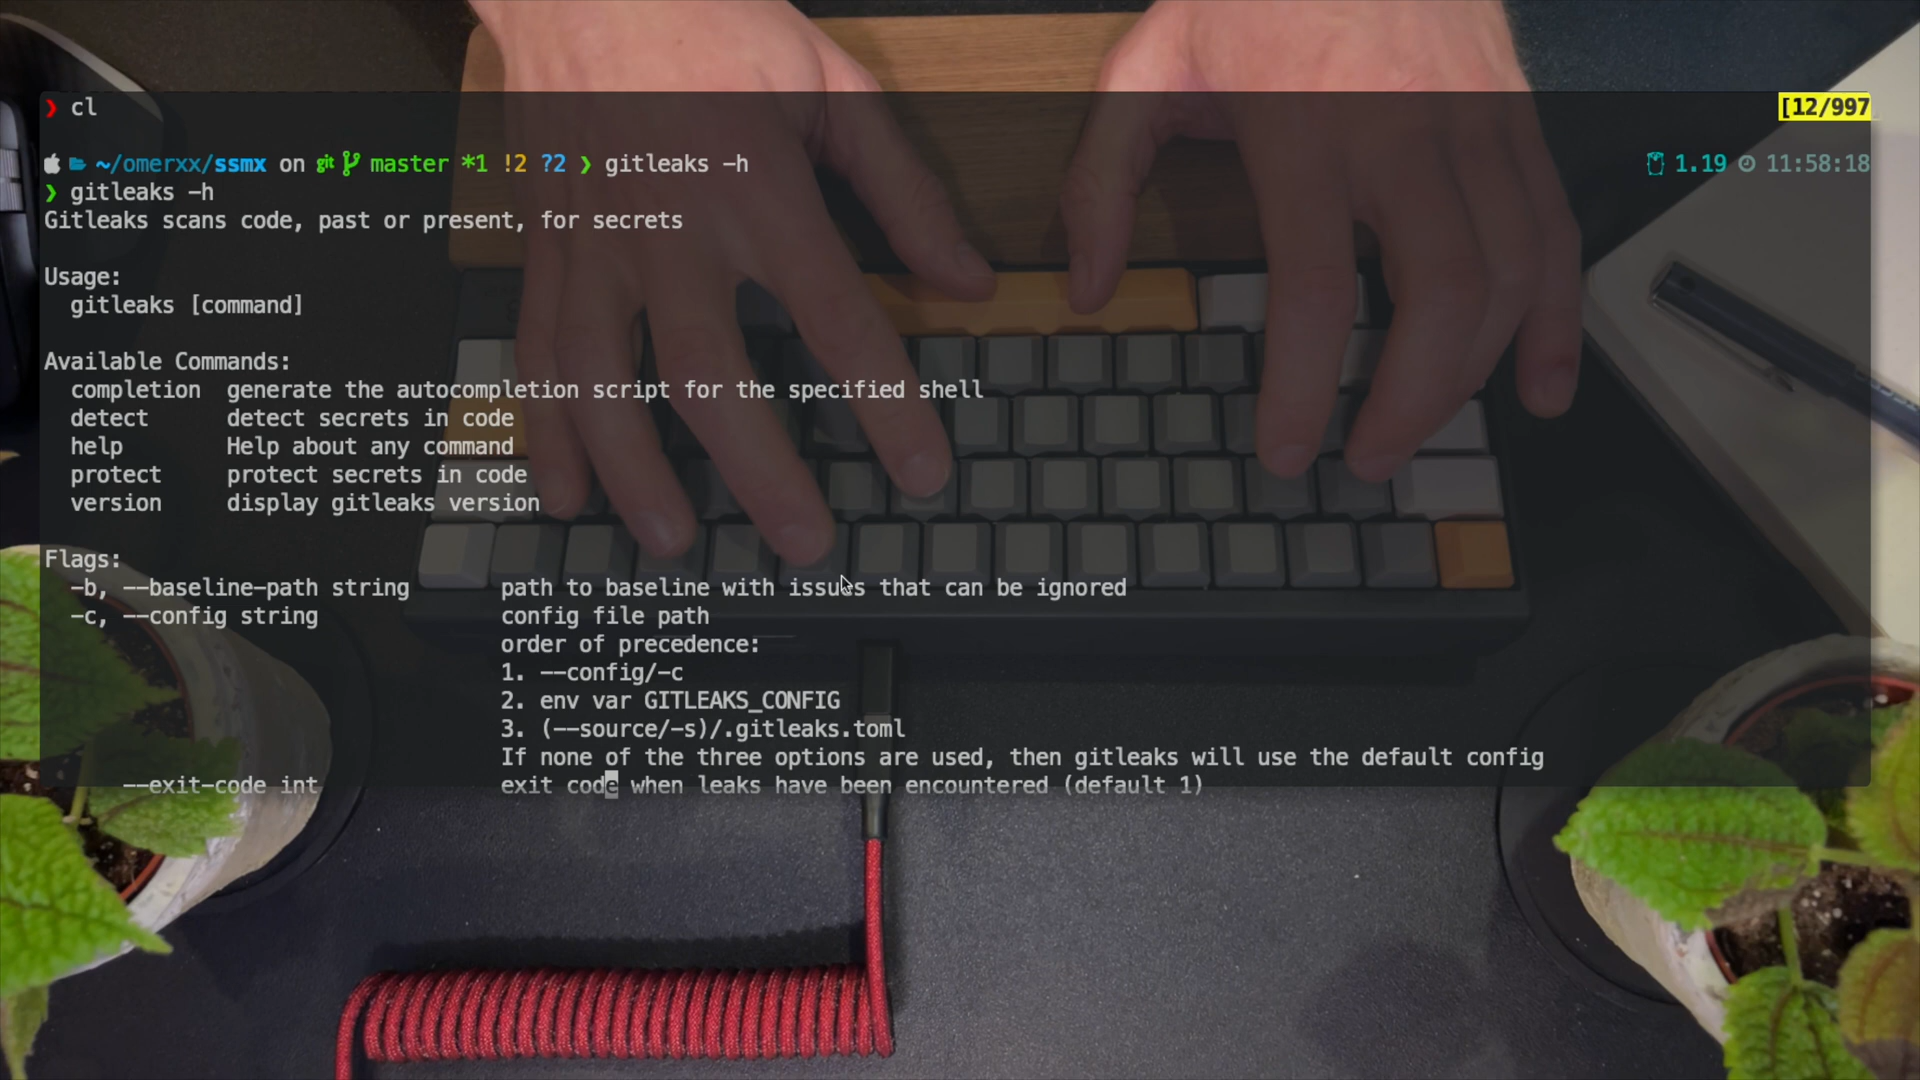 ❯ cl [12/997
~/omerxx/ssmx on git master *1 !2 ?2 ❯ gitleaks -h 1.19 11:58:18
❯ gitleaks -h
Gitleaks scans code, past or present, for secrets
Usage:
gitleaks [command]
Available Commands:
completion generate the autocompletion script for the specified shell
detect detect secrets in code
help Help about any command
protect protect secrets in code
version display gitleaks version
Flags:
-b, --baseline-path string path to baseline with issues that can be ignored
-c, --config string config file path
order of precedence:
1. --config/-c
2. env var GITLEAKS_CONFIG
3. (--source/-s)/.gitleaks.toml
If none of the three options are used, then gitleaks will use the default config
--exit-code int exit code when leaks have been encountered (default 1)